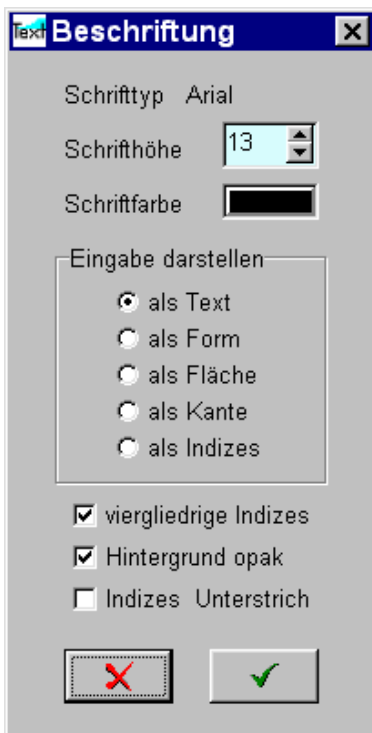 Text Beschriftung
Schrifttyp Arial
Schrifthöhe 13
Schriftfarbe
Eingabe darstellen
als Text
als Form
als Fläche
als Kante
als Indizes
viergliedrige Indizes
Hintergrund opak
Indizes Unterstrich